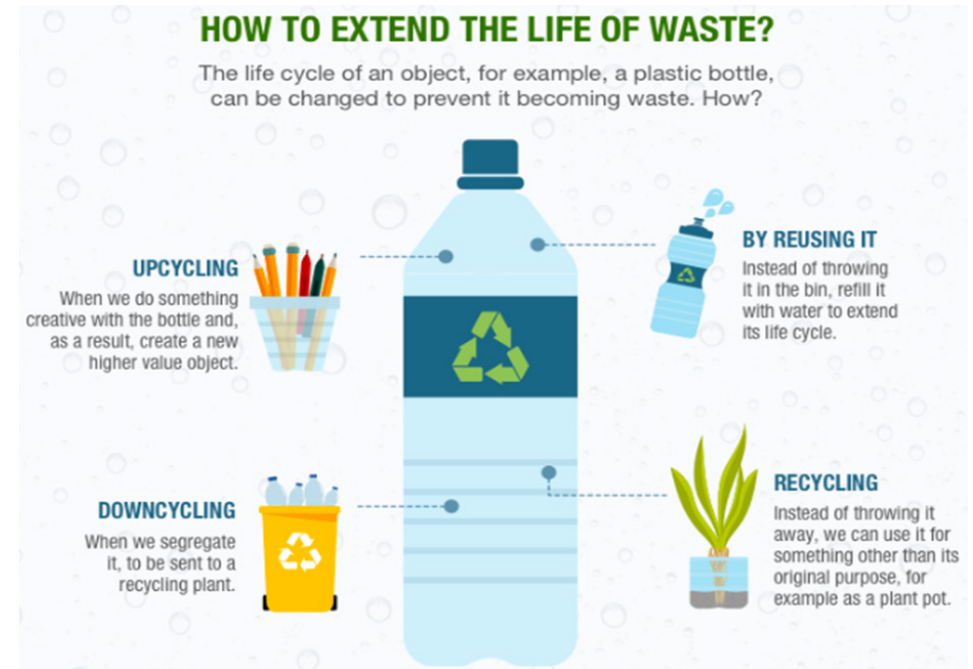 HOW TO EXTEND THE LIFE OF WASTE?
The life cycle of an object, for example, a plastic bottle,
can be changed to prevent it becoming waste. How?
UPCYCLING
When we do something
creative with the bottle and,
as a result, create a new
higher value object.
BY REUSING IT
Instead of throwing
it in the bin, refill it
with water to extend
its life cycle.
DOWNCYCLING
When we segregate
it, to be sent to a
recycling plant.
RECYCLING
Instead of throwing it
away, we can use it for
something other than its
original purpose, for
example as a plant pot.